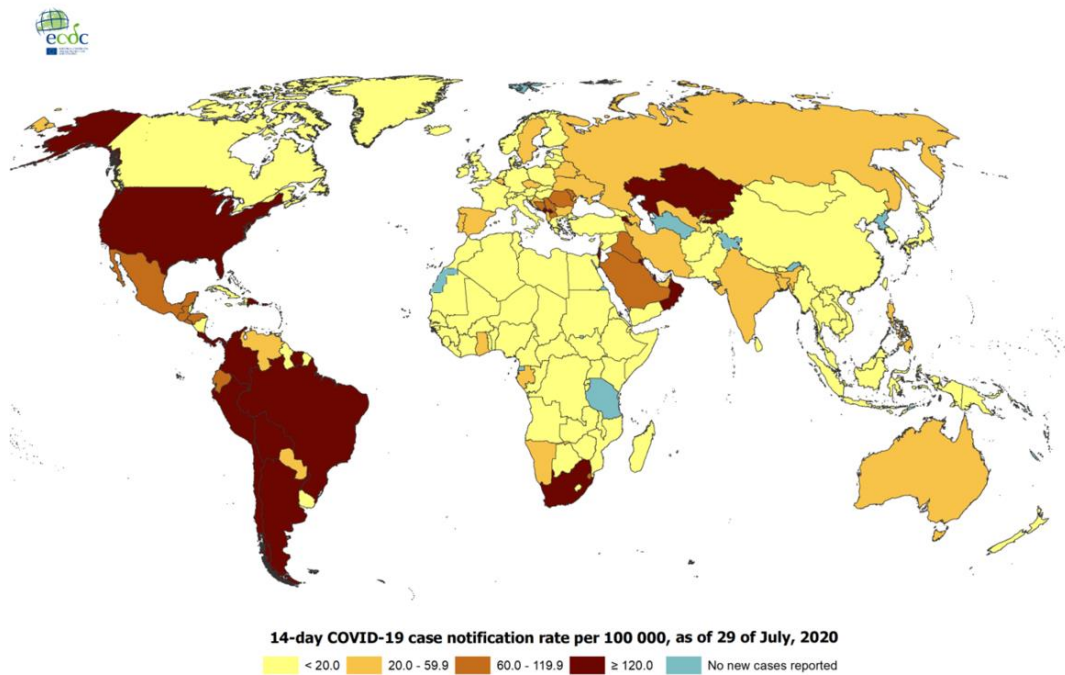 ecdc
14-day COVID-19 case notification rate per 100 000, as of 29 of July, 2020
< 20.0 20.0 - 59.9 60.0 - 119.9 ≥ 120.0 No new cases reported